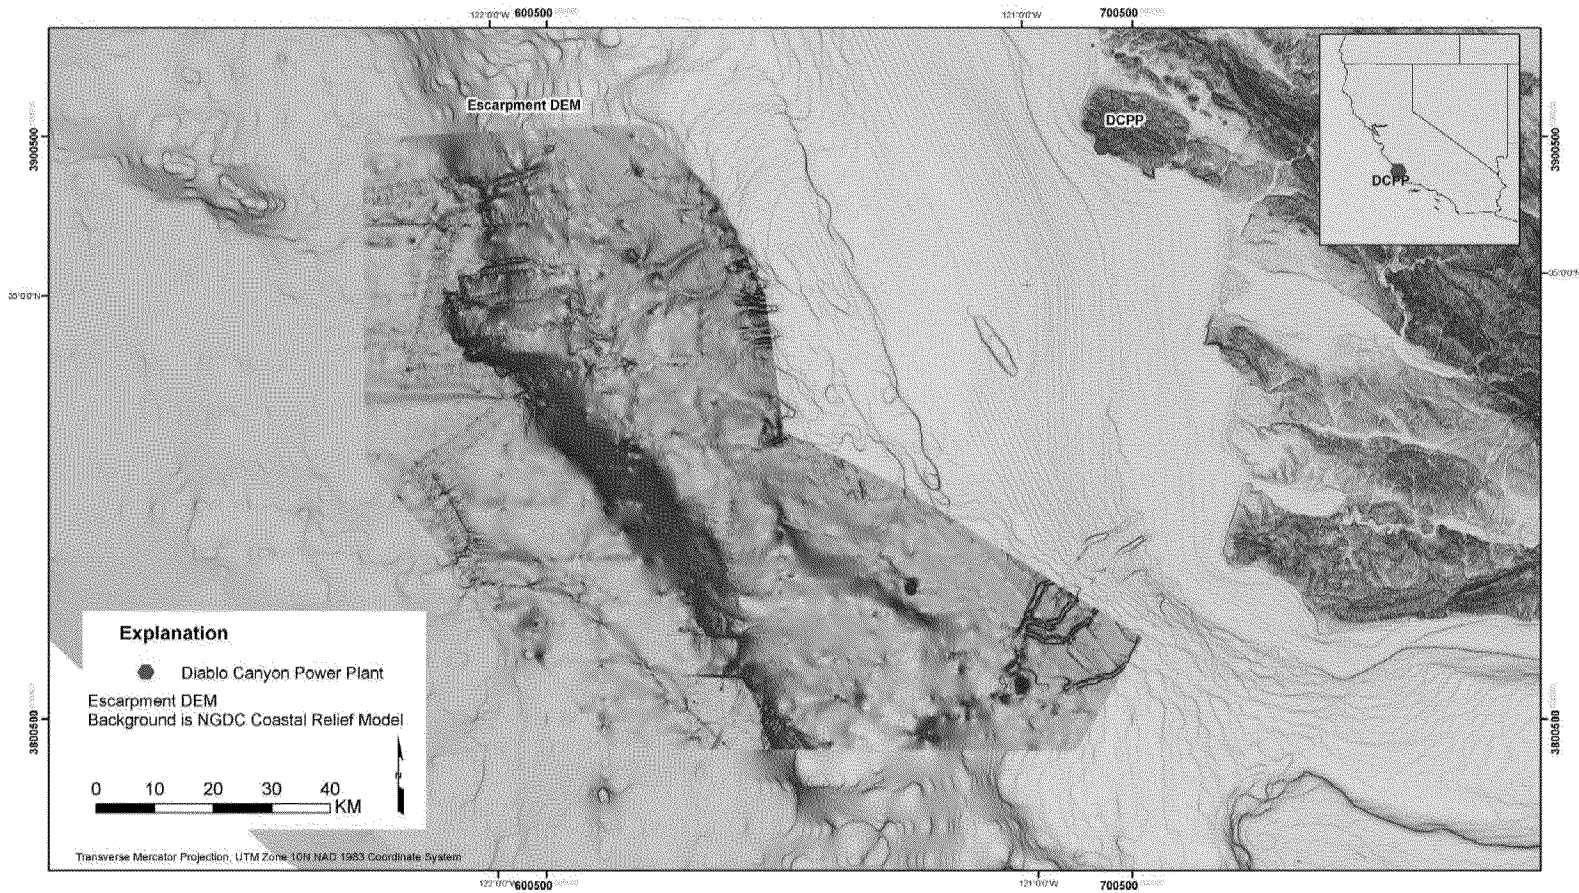 122°0'0"W
600500
121°0'0"W
700500
Escarpment DEM
DCPP
DCPP
3900500
3900500
35°0'0"N
35°0'0"N
Explanation
Diablo Canyon Power Plant
Escarpment DEM
Background is NGDC Coastal Relief Model
N
0 10 20 30 40
KM
3800500
3800500
Transverse Mercator Projection, UTM Zone 10N NAD 1983 Coordinate System
122°0'0"W
600500
121°0'0"W
700500